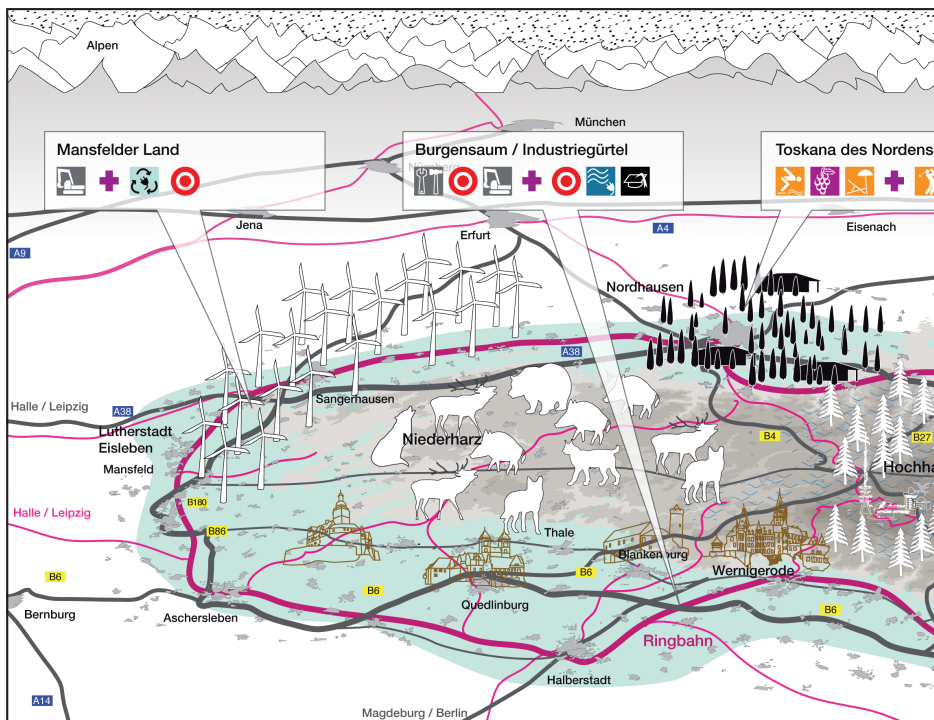 Alpen
München
Mansfelder Land
Burgensaum / Industriegürtel
Toskana des Nordens
Nürnberg
Jena
Erfurt
A4
Eisenach
A9
Nordhausen
A38
Sangerhausen
Halle / Leipzig
A38
Lutherstadt
Eisleben
Mansfeld
Niederharz
B4
B27
Hochha
B180
Halle / Leipzig
B86
Thale
Blankenburg
Wernigerode
B6
B6
B6
Bernburg
Aschersleben
Quedlinburg
B6
Ringbahn
Halberstadt
A14
Magdeburg / Berlin